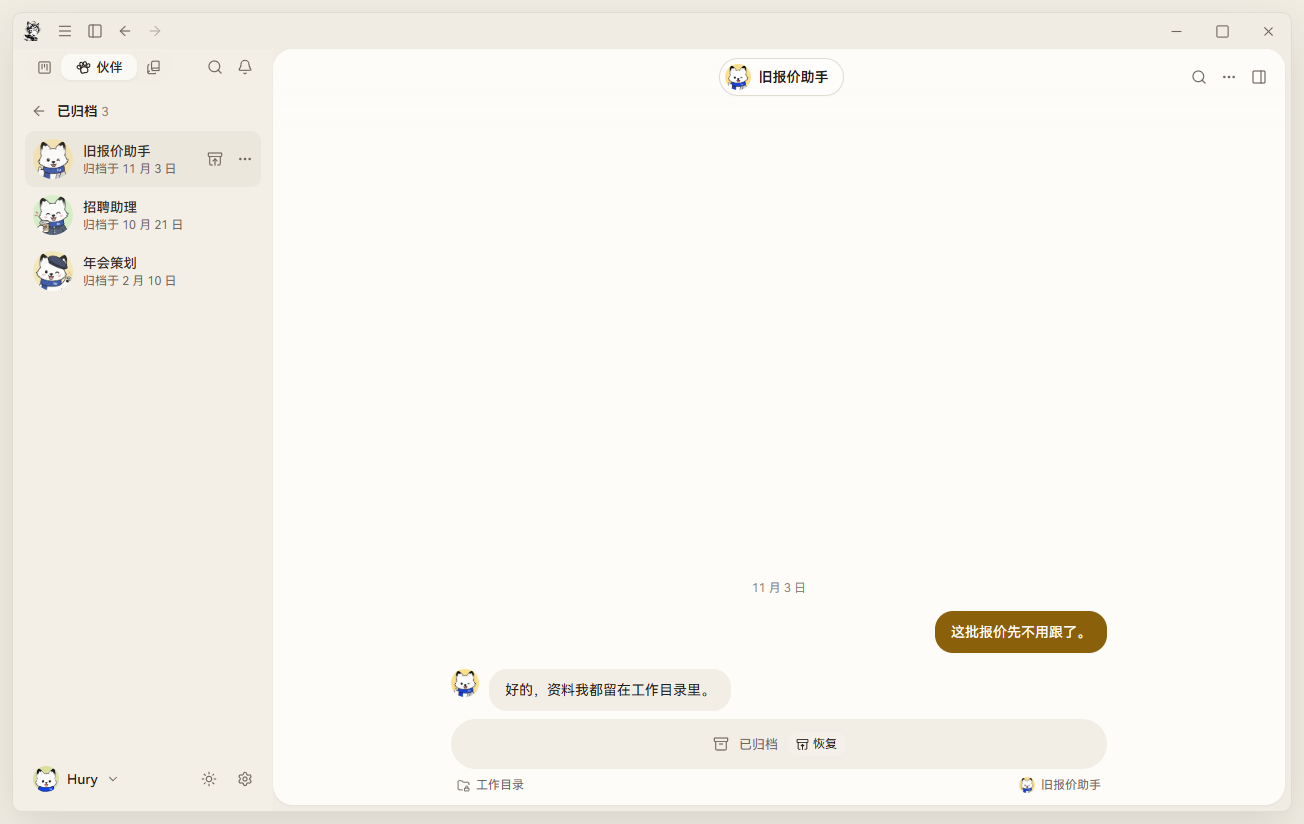 伙伴
已归档 3
旧报价助手
归档于 11 月 3 日
招聘助理
归档于 10 月 21 日
年会策划
归档于 2 月 10 日
Hury
旧报价助手
11 月 3 日
这批报价先不用跟了。
好的，资料我都留在工作目录里。
已归档 恢复
工作目录
旧报价助手